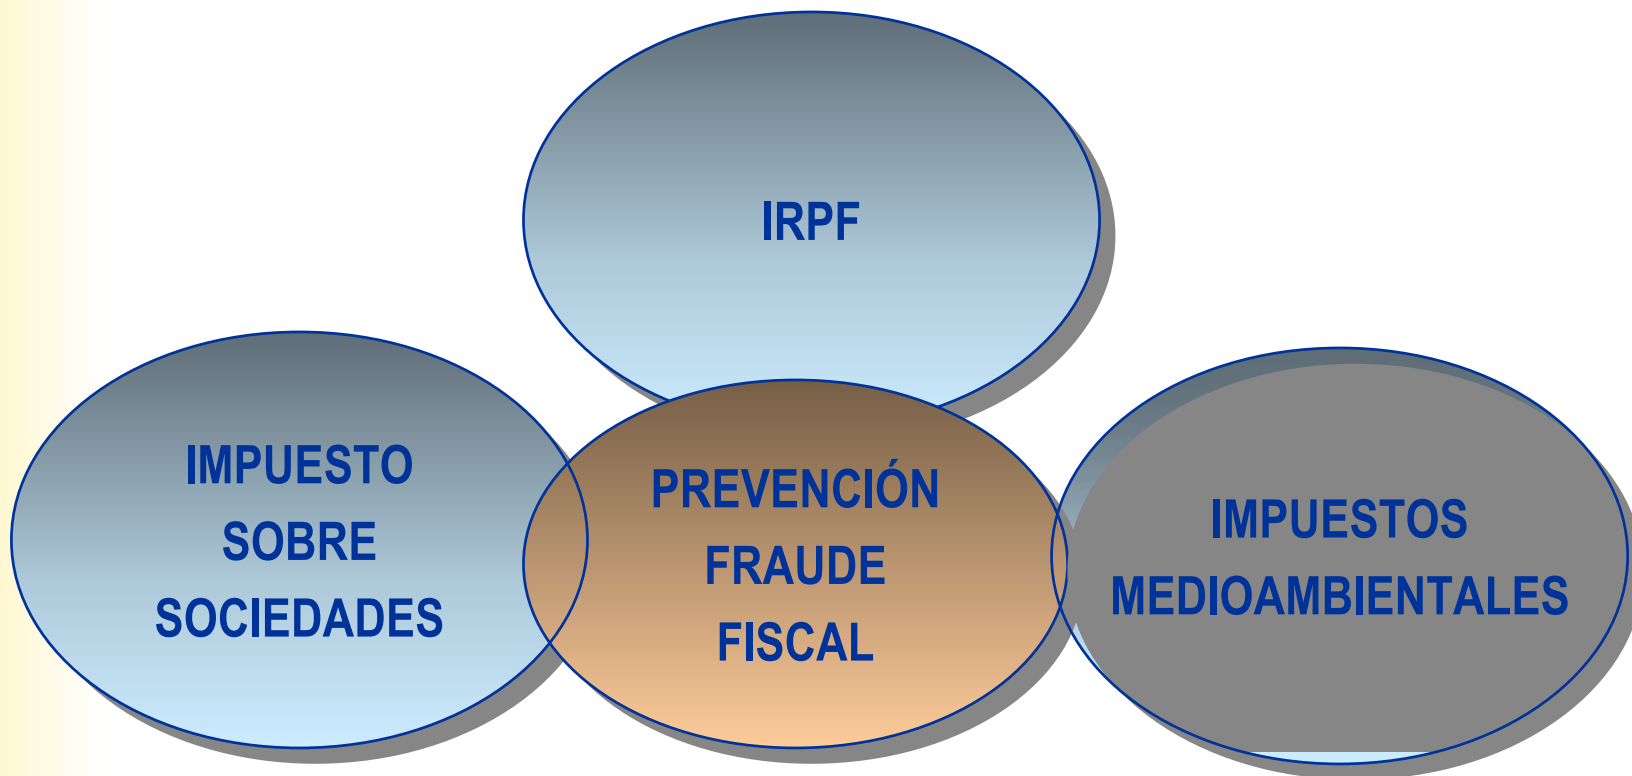 IRPF
IMPUESTO
SOBRE
SOCIEDADES
PREVENCIÓN
FRAUDE
FISCAL
IMPUESTOS
MEDIOAMBIENTALES